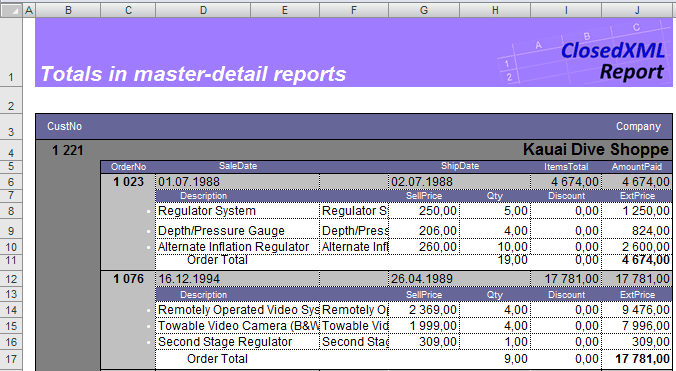 A B C D E F G H I J
1 Totals in master-detail reports A B C 1 2 ClosedXML Report
2
3 CustNo Company
4 1 221 Kauai Dive Shoppe
5 OrderNo SaleDate ShipDate ItemsTotal AmountPaid
6 1 023 01.07.1988 02.07.1988 4 674,00 4 674,00
7 Description SellPrice Qty Discount ExtPrice
8 Regulator System Regulator S 250,00 5,00 0,00 1 250,00
9 Depth/Pressure Gauge Depth/Press 206,00 4,00 0,00 824,00
10 Alternate Inflation Regulator Alternate Infl 260,00 10,00 0,00 2 600,00
11 Order Total 19,00 0,00 4 674,00
12 1 076 16.12.1994 26.04.1989 17 781,00 17 781,00
13 Description SellPrice Qty Discount ExtPrice
14 Remotely Operated Video Sys Remotely O 2 369,00 4,00 0,00 9 476,00
15 Towable Video Camera (B&W Towable Vid 1 999,00 4,00 0,00 7 996,00
16 Second Stage Regulator Second Stag 309,00 1,00 0,00 309,00
17 Order Total 9,00 0,00 17 781,00